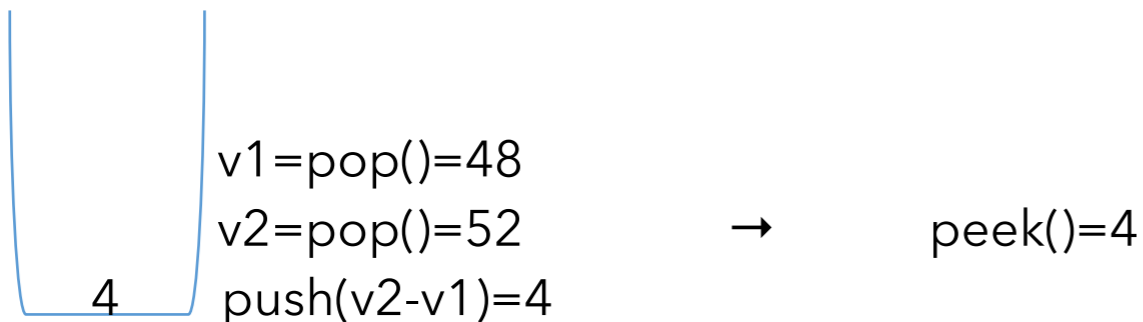 v1=pop()=48
v2=pop()=52 → peek()=4
4 push(v2-v1)=4